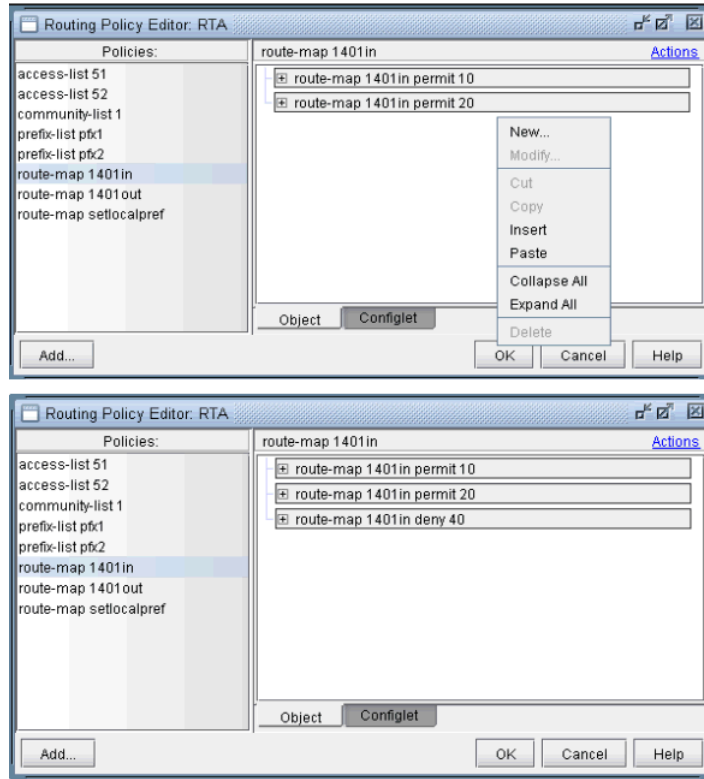 Routing Policy Editor: RTA
Policies:
route-map 1401in
Actions
access-list 51
access-list 52
community-list 1
prefix-list pfx1
prefix-list pfx2
route-map 1401in
route-map 1401out
route-map setlocalpref
route-map 1401in permit 10
route-map 1401in permit 20
New...
Modify...
Cut
Copy
Insert
Paste
Collapse All
Expand All
Delete
Object
Configlet
Add...
OK
Cancel
Help
Routing Policy Editor: RTA
Policies:
route-map 1401in
Actions
access-list 51
access-list 52
community-list 1
prefix-list pfx1
prefix-list pfx2
route-map 1401in
route-map 1401out
route-map setlocalpref
route-map 1401in permit 10
route-map 1401in permit 20
route-map 1401in deny 40
Object
Configlet
Add...
OK
Cancel
Help